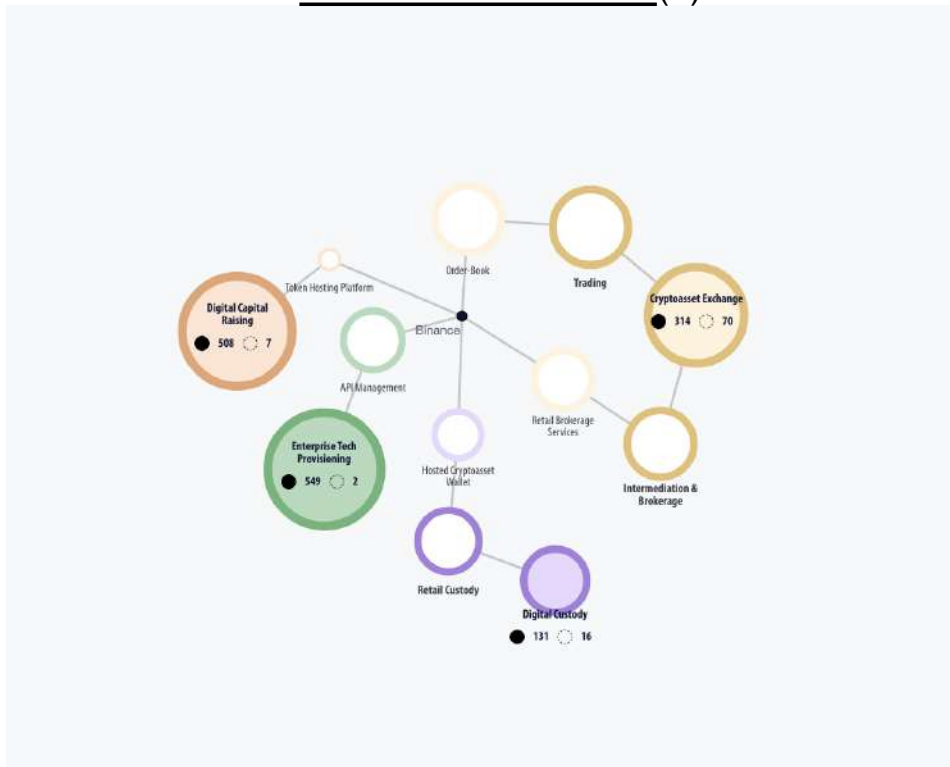 Order-Book
Trading
Token Hosting Platform
Cryptoasset Exchange
314 70
Digital Capital
Raising
508 7
Binance
API Management
Retail Brokerage
Services
Enterprise Tech
Provisioning
549 2
Hosted Cryptoasset
Wallet
Intermediation &
Brokerage
Retail Custody
Digital Custody
131 16